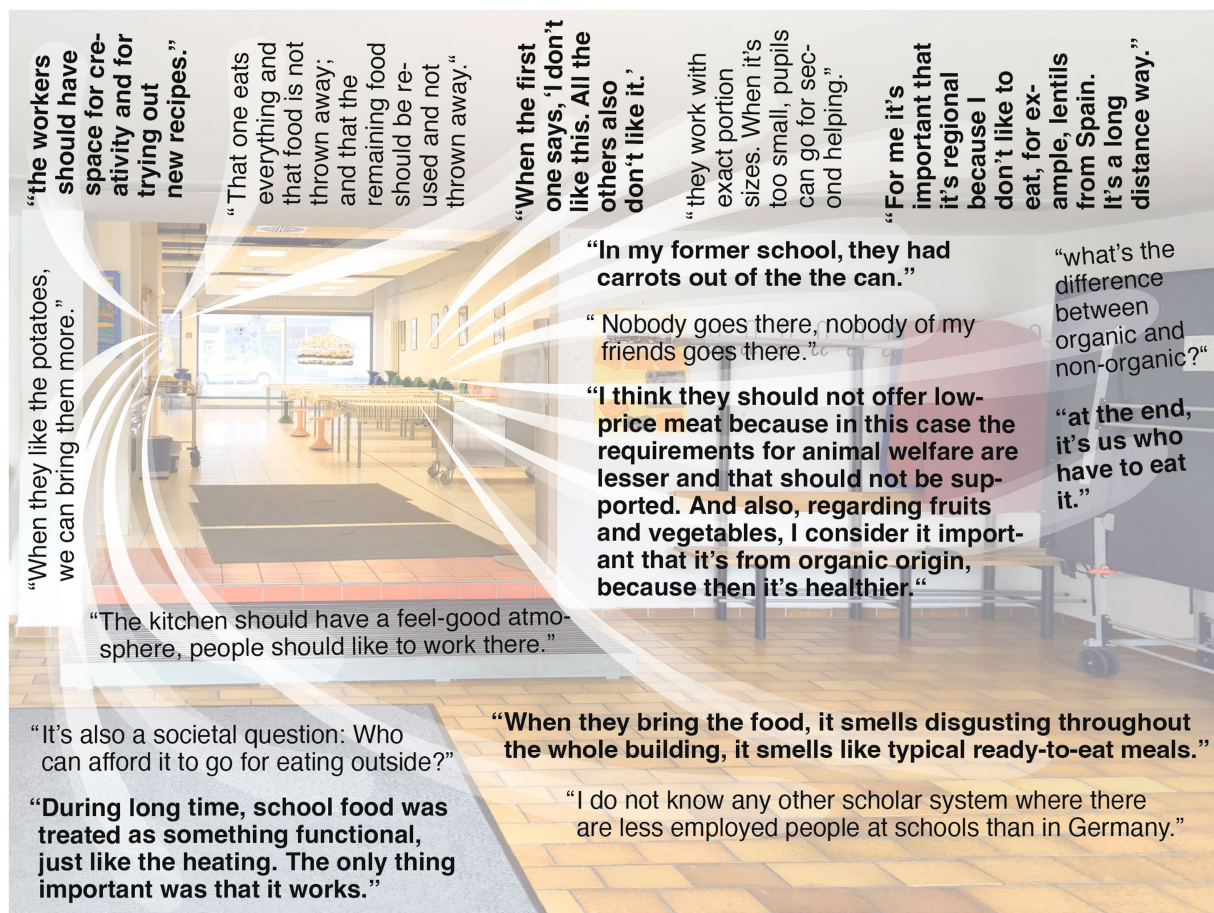 “the workers
should have
space for cre-
ativity and for
trying out
new recipes.”
“That one eats
everything and
that food is not
thrown away;
and that the
remaining food
should be re-
used and not
thrown away.“
“When the first
one says, ‘I don’t
like this. All the
others also
don‘t like it.’
“they work with
exact portion
sizes. When it’s
too small, pupils
can go for sec-
ond helping.”
“For me it’s
important that
it’s regional
because I
don’t like to
eat, for ex-
ample, lentils
from Spain.
It’s a long
distance way.”
“When they like the potatoes,
we can bring them more.”
“In my former school, they had
carrots out of the the can.”
“ Nobody goes there, nobody of my
friends goes there.”
“I think they should not offer low-
price meat because in this case the
requirements for animal welfare are
lesser and that should not be sup-
ported. And also, regarding fruits
and vegetables, I consider it import-
ant that it’s from organic origin,
because then it’s healthier.“
“what’s the
difference
between
organic and
non-organic?“
“at the end,
it’s us who
have to eat
it.”
“The kitchen should have a feel-good atmo-
sphere, people should like to work there.”
“It’s also a societal question: Who
can afford it to go for eating outside?”
“During long time, school food was
treated as something functional,
just like the heating. The only thing
important was that it works.”
“When they bring the food, it smells disgusting throughout
the whole building, it smells like typical ready-to-eat meals.”
“I do not know any other scholar system where there
are less employed people at schools than in Germany.”